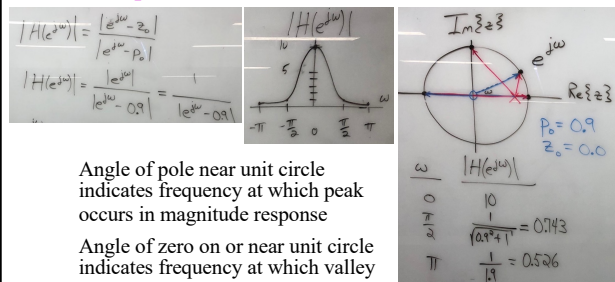 |H(e^{jω})| = |e^{jω} - z₀| / |e^{jω} - p₀|
|H(e^{jω})| = |e^{jω}| / |e^{jω} - 0.9| = 1 / |e^{jω} - 0.9|
|H(e^{jω})|
10
5
ω
-π -π/2 0 π/2 π
Im{z}
e^{jω}
ω
Re{z}
p₀ = 0.9
z₀ = 0.0
ω |H(e^{jω})|
0 10
π/2 1/√(0.9²+1) = 0.743
π 1/1.9 = 0.526
Angle of pole near unit circle
indicates frequency at which peak
occurs in magnitude response
Angle of zero on or near unit circle
indicates frequency at which valley